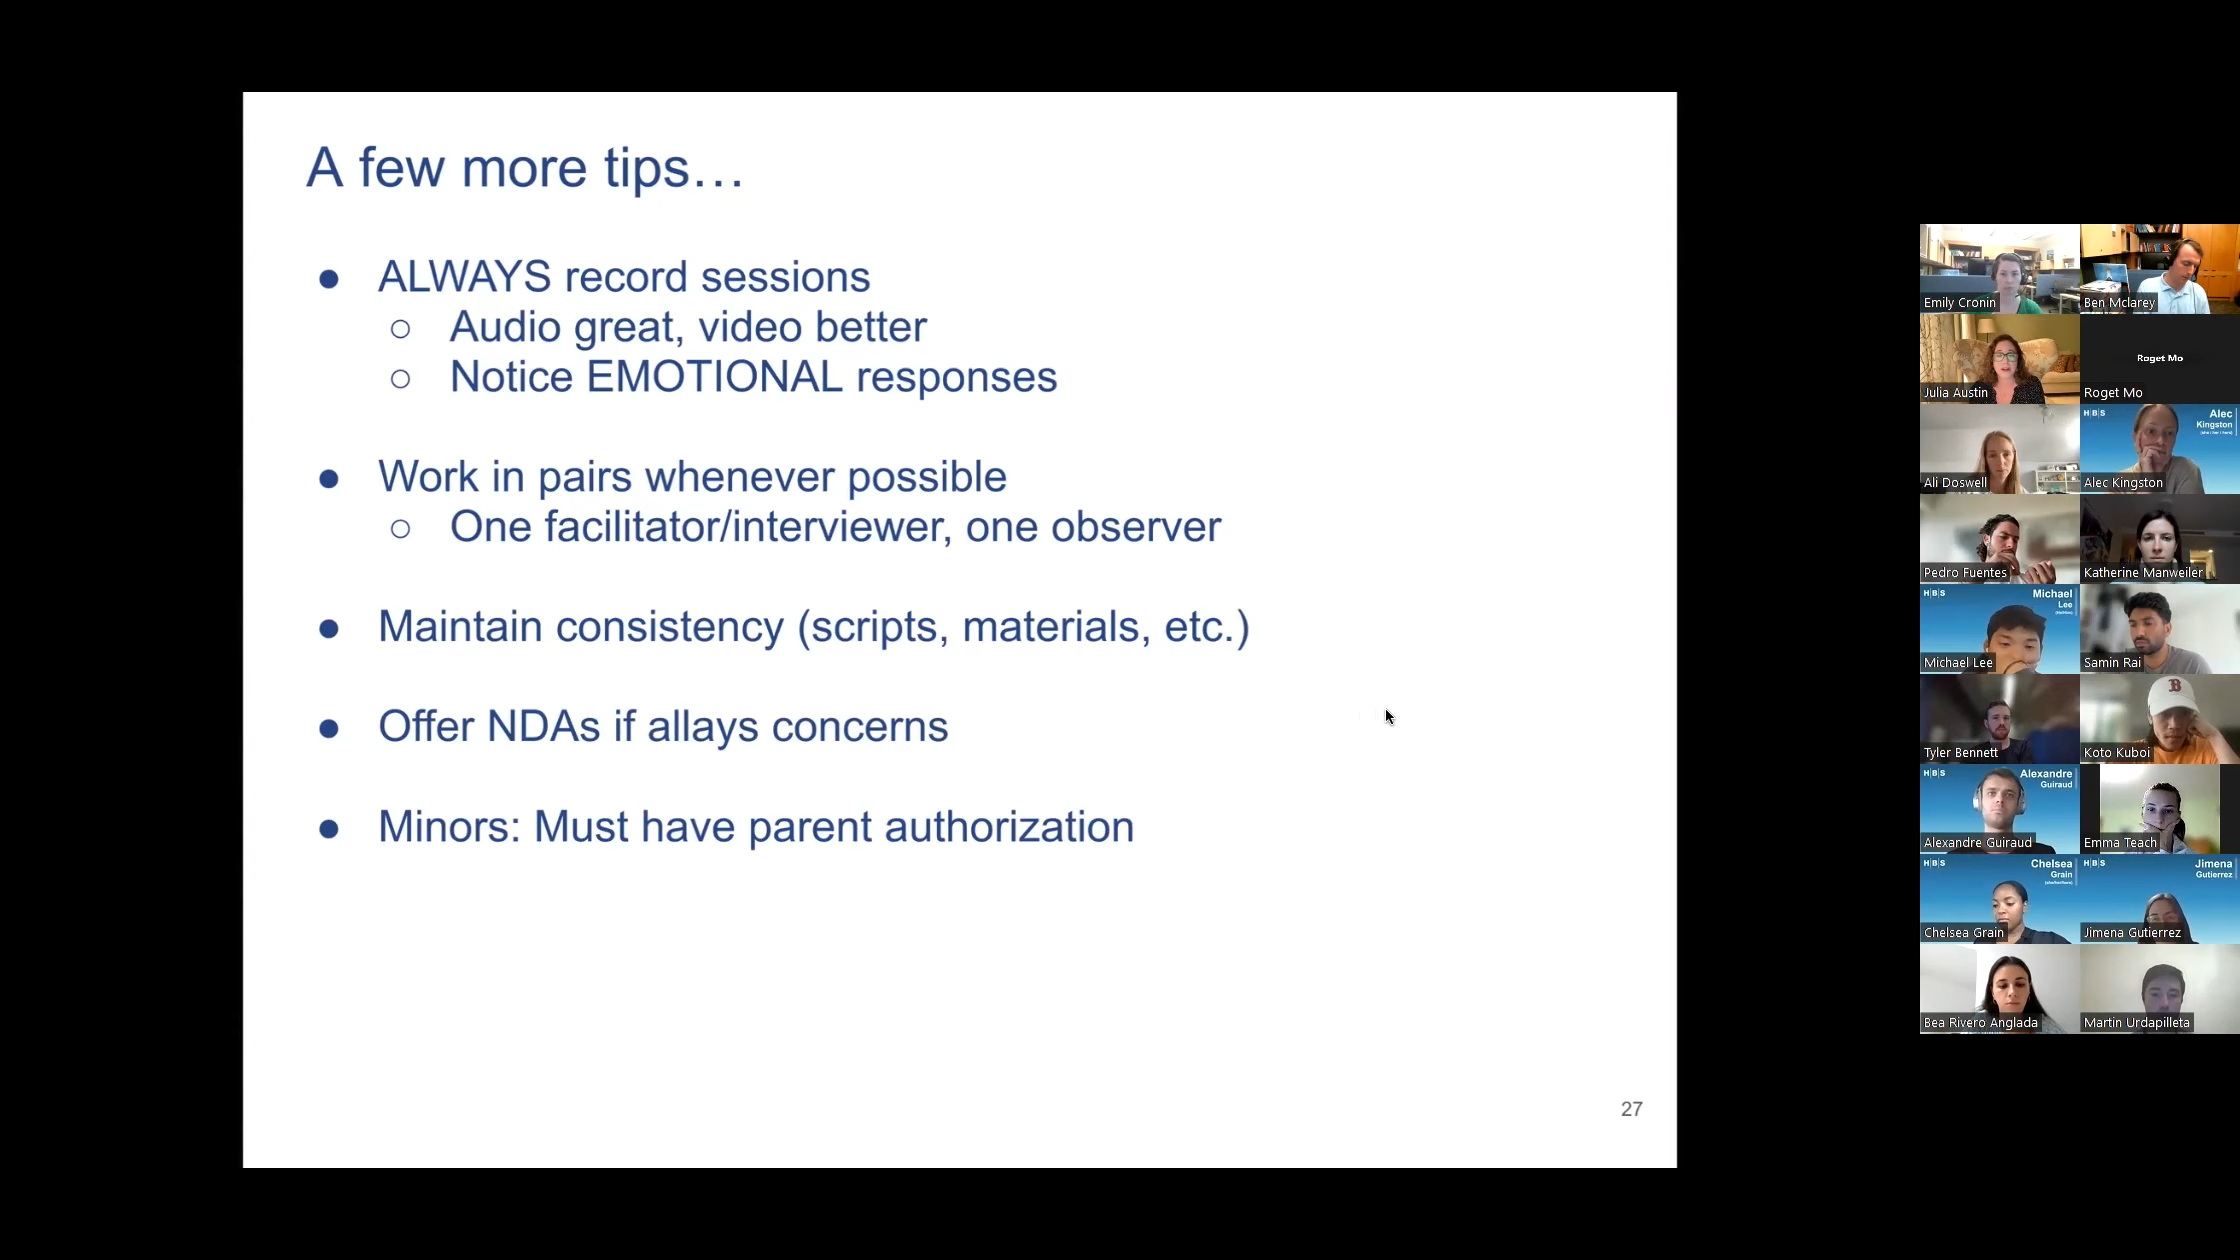 A few more tips…
● ALWAYS record sessions
○ Audio great, video better
○ Notice EMOTIONAL responses
● Work in pairs whenever possible
○ One facilitator/interviewer, one observer
● Maintain consistency (scripts, materials, etc.)
● Offer NDAs if allays concerns
● Minors: Must have parent authorization
27
Emily Cronin
Ben Mclarey
Julia Austin
Roget Mo
Roget Mo
Ali Doswell
H|B|S
Alec
Kingston
Alec Kingston
Pedro Fuentes
Katherine Manweiler
H|B|S
Michael
Lee
Michael Lee
Samin Rai
Tyler Bennett
B
Koto Kuboi
H|B|S
Alexandre
Guiraud
Alexandre Guiraud
Emma Teach
H|B|S
Chelsea
Grain
Chelsea Grain
H|B|S
Jimena
Gutierrez
Jimena Gutierrez
Bea Rivero Anglada
Martin Urdapilleta